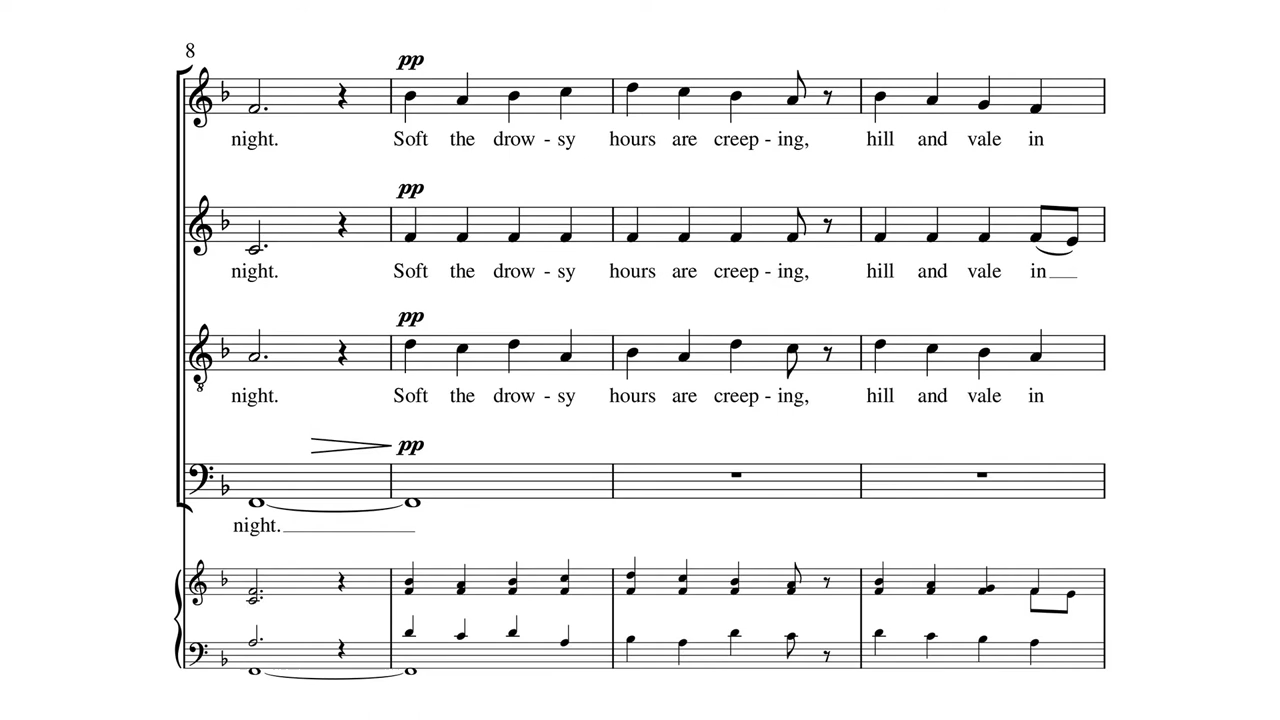 8
pp
night. Soft the drow - sy hours are creep - ing, hill and vale in
pp
night. Soft the drow - sy hours are creep - ing, hill and vale in
pp
night. Soft the drow - sy hours are creep - ing, hill and vale in
8
pp
night.